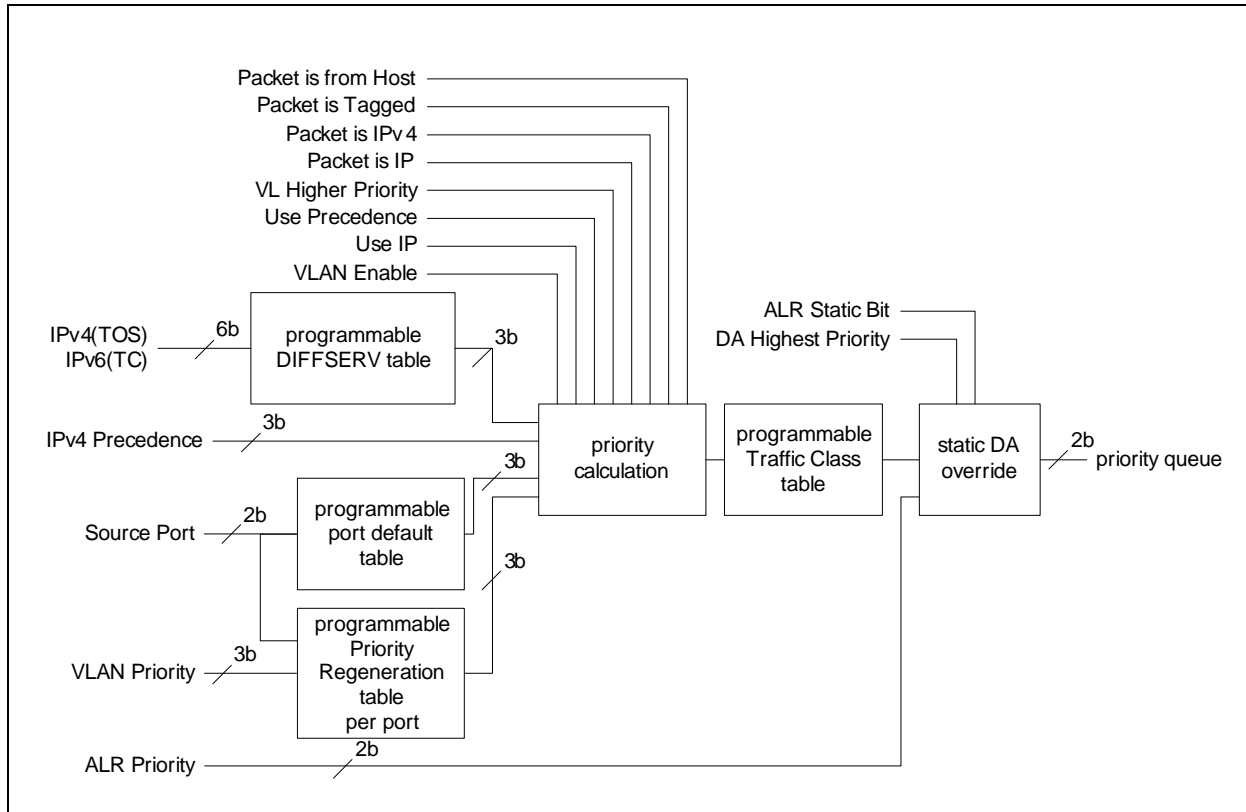 Packet is from Host
Packet is Tagged
Packet is IPv4
Packet is IP
VL Higher Priority
Use Precedence
Use IP
VLAN Enable
ALR Static Bit
DA Highest Priority
IPv4(TOS)
IPv6(TC)
6b
programmable
DIFFSERV table
3b
IPv4 Precedence
3b
priority
calculation
programmable
Traffic Class
table
static DA
override
2b
priority queue
3b
Source Port
2b
programmable
port default
table
3b
VLAN Priority
3b
programmable
Priority
Regeneration
table
per port
ALR Priority
2b